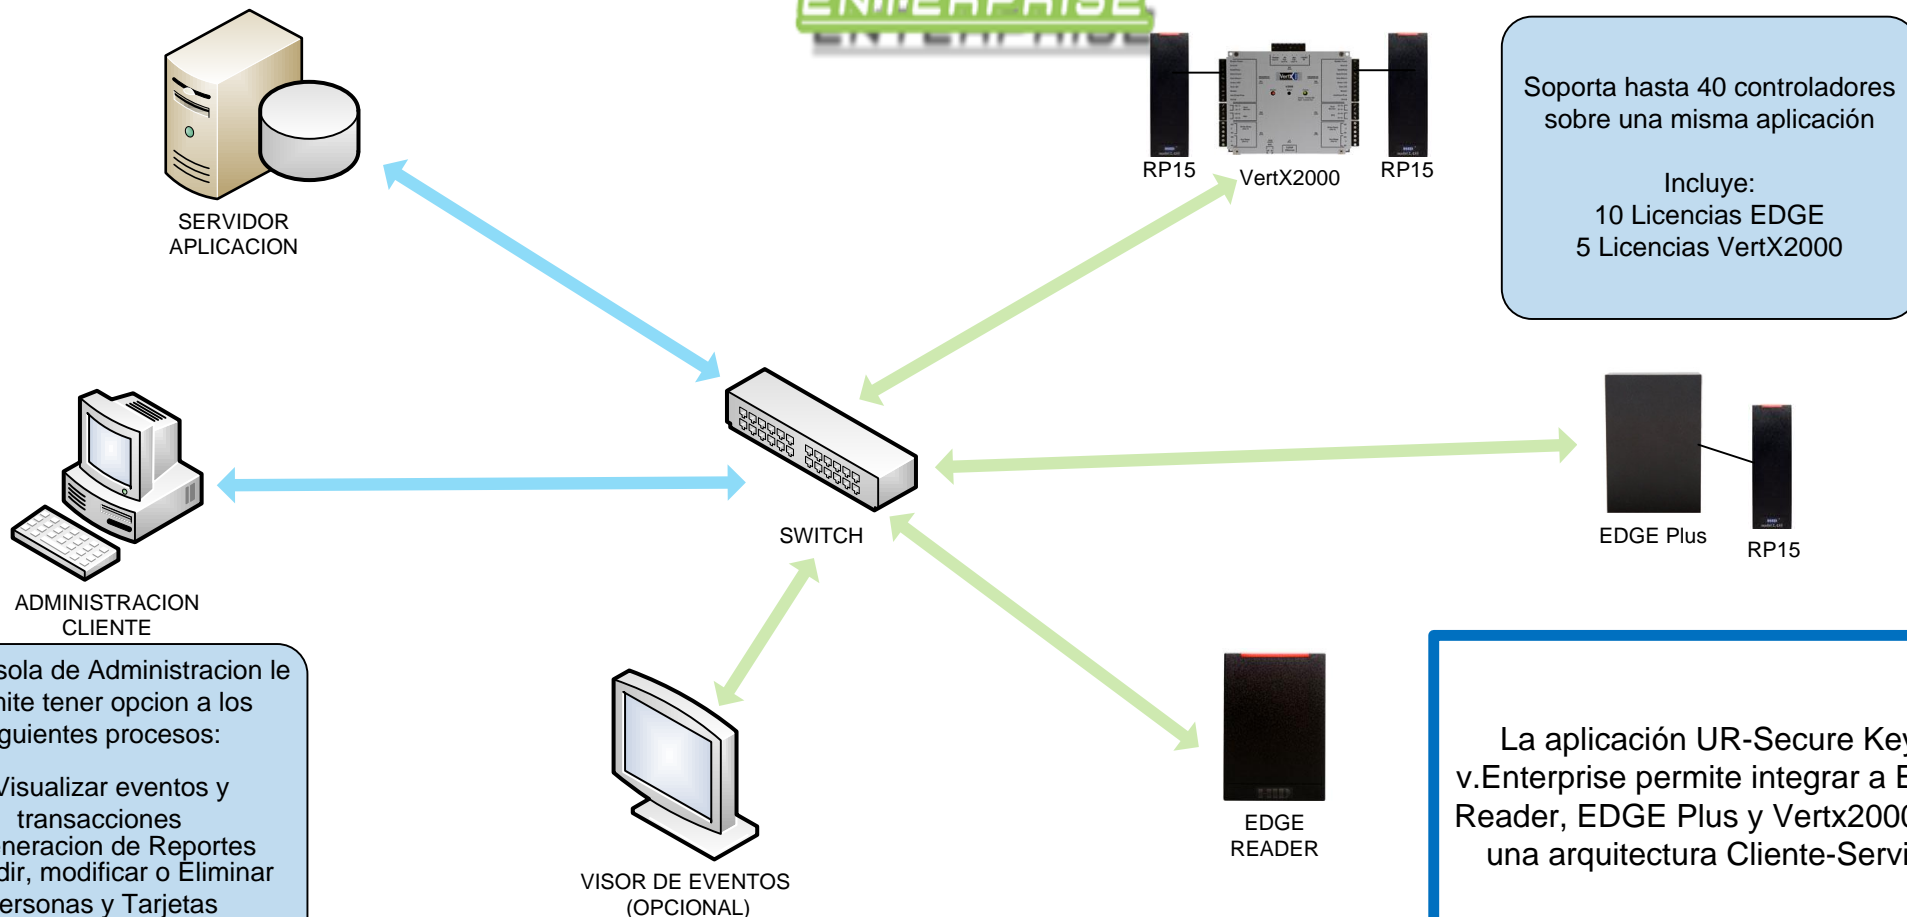 ENTERPRISE
Soporta hasta 40 controladores
sobre una misma aplicación
Incluye:
10 Licencias EDGE
5 Licencias VertX2000
RP15
VertX2000
RP15
SERVIDOR
APLICACION
SWITCH
EDGE Plus
RP15
ADMINISTRACION
CLIENTE
sola de Administracion le
mite tener opcion a los
guientes procesos:
Visualizar eventos y
transacciones
neracion de Reportes
dir, modificar o Eliminar
ersonas y Tarjetas
VISOR DE EVENTOS
(OPCIONAL)
EDGE
READER
La aplicación UR-Secure Key
v.Enterprise permite integrar a E
Reader, EDGE Plus y Vertx2000
una arquitectura Cliente-Servi